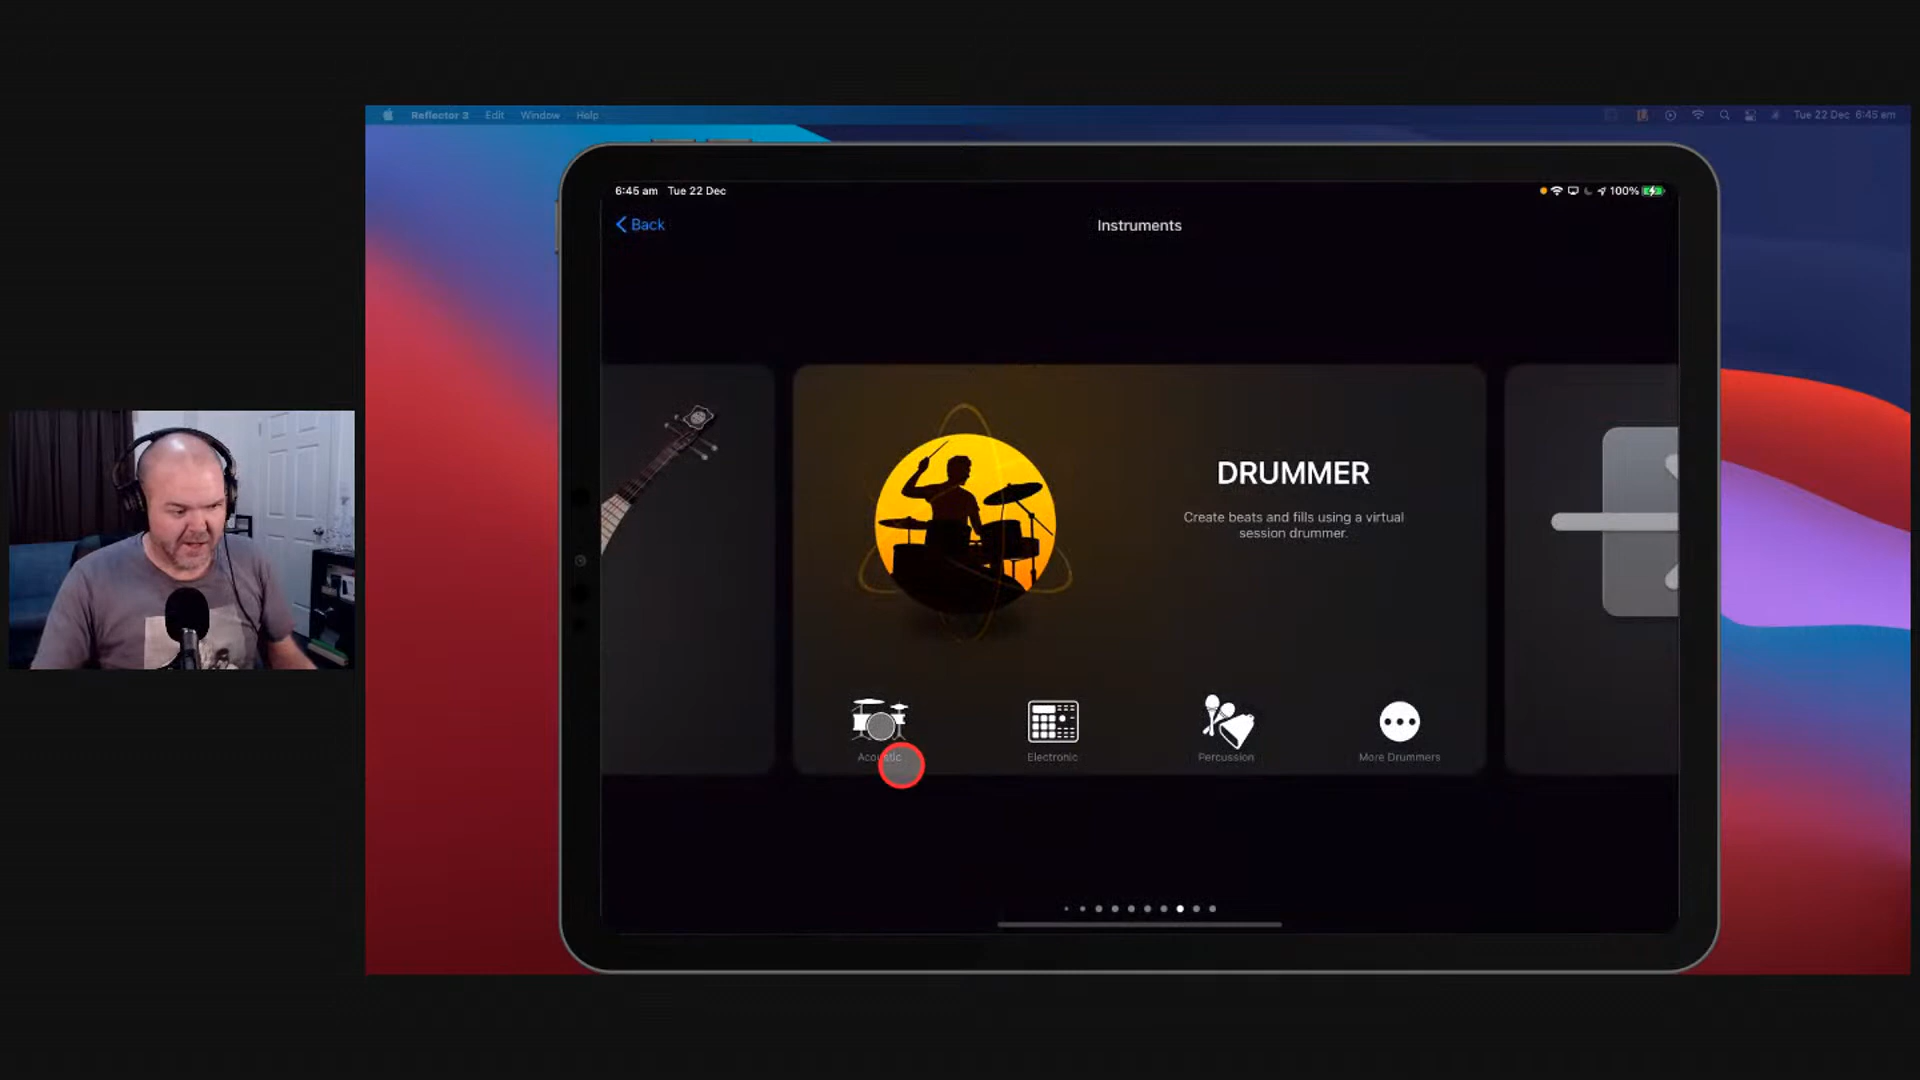 Reflector 3 Edit Window Help
Tue 22 Dec 6:45 am
6:45 am Tue 22 Dec
100%
Back
Instruments
DRUMMER
Create beats and fills using a virtual
session drummer.
Acoustic
Electronic
Percussion
More Drummers